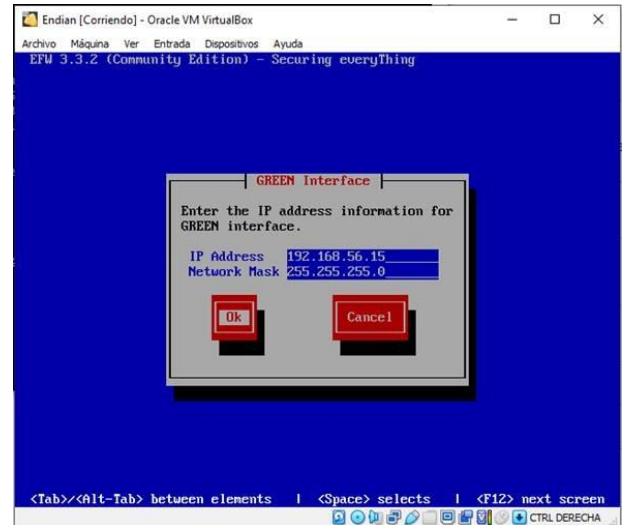 Endian [Corriendo] - Oracle VM VirtualBox
Archivo Máquina Ver Entrada Dispositivos Ayuda
EFW 3.3.2 (Community Edition) - Securing everyThing
GREEN Interface
Enter the IP address information for
GREEN interface.
IP Address 192.168.56.15
Network Mask 255.255.255.0
Ok Cancel
<Tab>/<Alt-Tab> between elements | <Space> selects | <F12> next screen
CTRL DERECHA